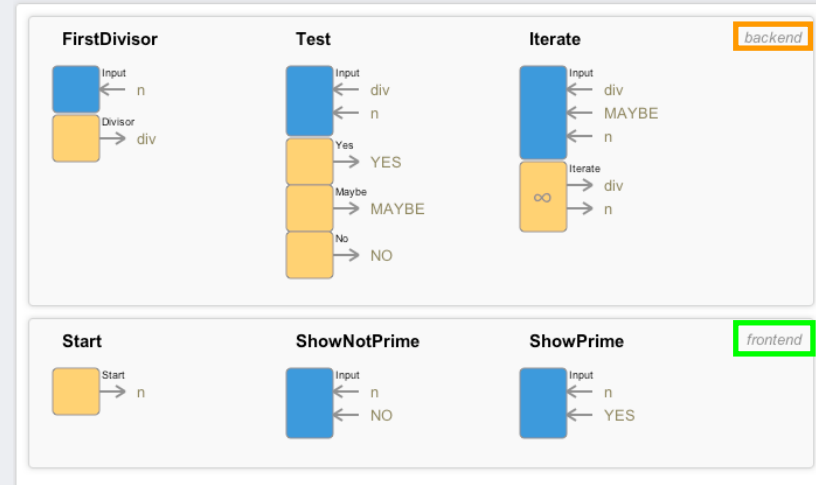 FirstDivisor Test Iterate backend
Input Input Input
n div div
n MAYBE
n
Divisor
div
Yes
YES
Maybe
MAYBE
No
NO
Iterate
∞ div
n
Start ShowNotPrime ShowPrime frontend
Start Input Input
n n n
NO YES